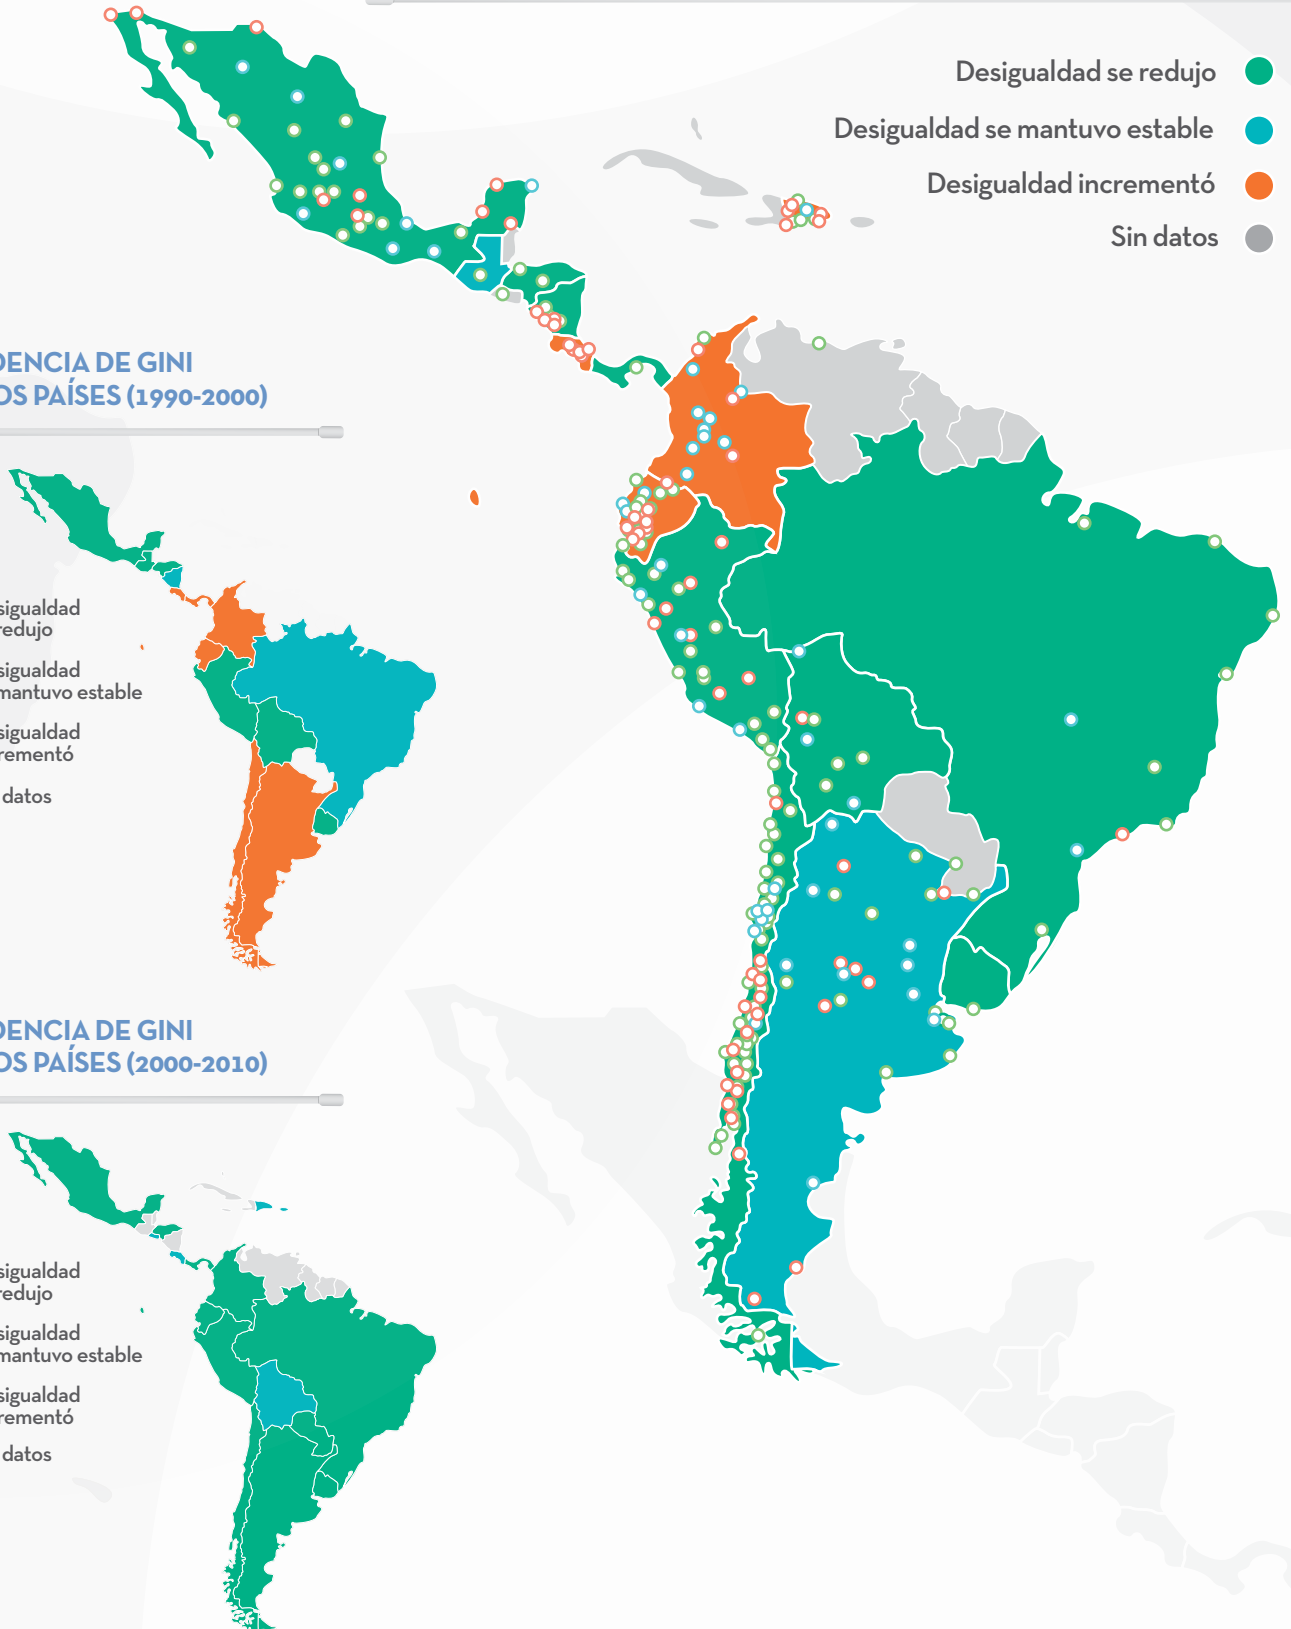 Desigualdad se redujo
Desigualdad se mantuvo estable
Desigualdad incrementó
Sin datos
DENCIA DE GINI
OS PAÍSES (1990-2000)
sigualdad
redujo
sigualdad
mantuvo estable
sigualdad
rementó
datos
DENCIA DE GINI
OS PAÍSES (2000-2010)
sigualdad
redujo
sigualdad
mantuvo estable
sigualdad
rementó
datos